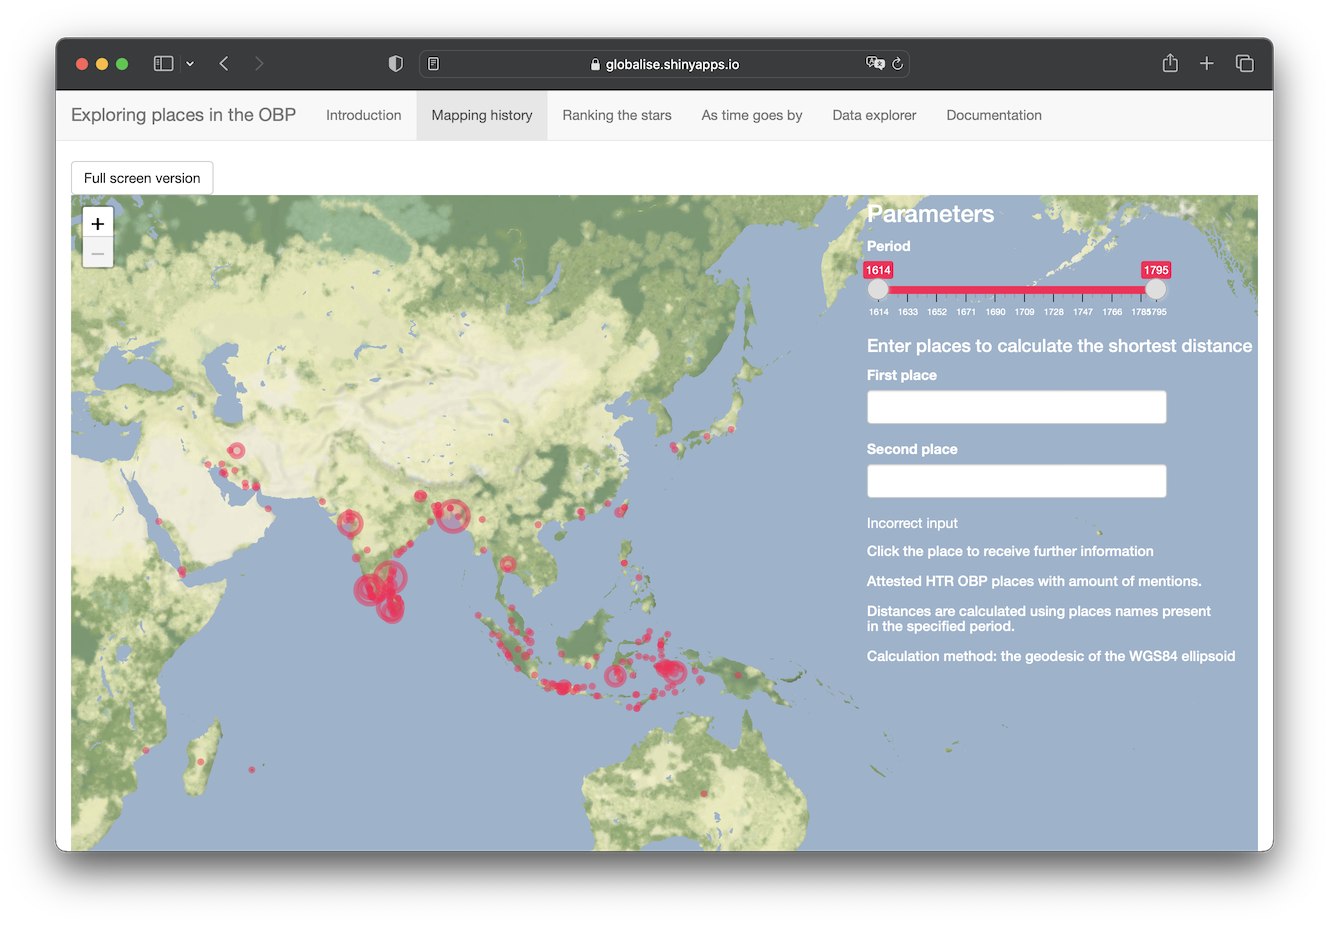 globalise.shinyapps.io
Exploring places in the OBP Introduction Mapping history Ranking the stars As time goes by Data explorer Documentation
Full screen version
+
−
Parameters
Period
1614 1795
1614 1633 1652 1671 1690 1709 1728 1747 1766 1785 1795
Enter places to calculate the shortest distance
First place
Second place
Incorrect input
Click the place to receive further information
Attested HTR OBP places with amount of mentions.
Distances are calculated using places names present
in the specified period.
Calculation method: the geodesic of the WGS84 ellipsoid